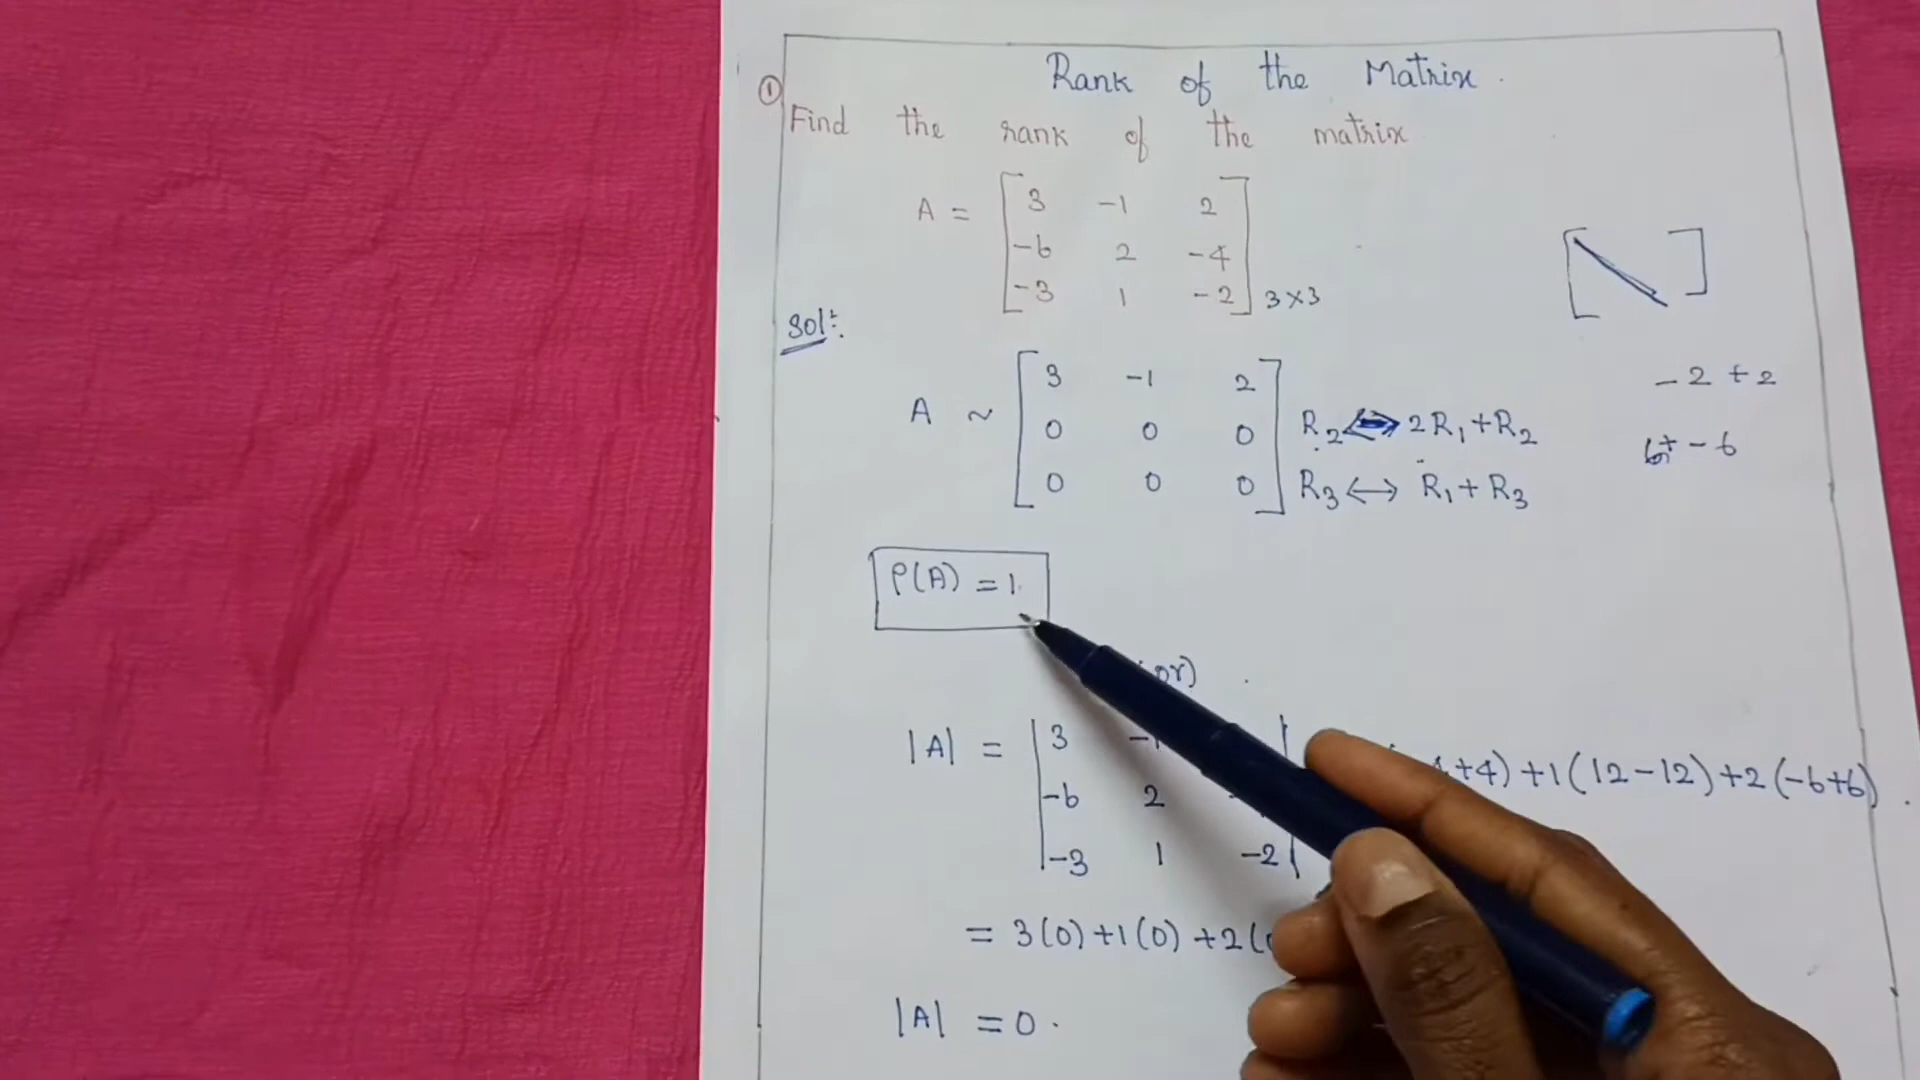 Rank of the Matrix.
① Find the rank of the matrix
A = [3 -1 2
-6 2 -4
-3 1 -2] 3×3
Sol:
A ~ [3 -1 2
0 0 0] R2 ↔ 2R1+R2
0 0 0] R3 ↔ R1+R3
-2+2
6+-6
ρ(A) = 1.
(or)
|A| = |3 -1
-6 2
-3 1 -2| +4)+1(12-12)+2(-6+6).
= 3(0)+1(0)+2(
|A| = 0.